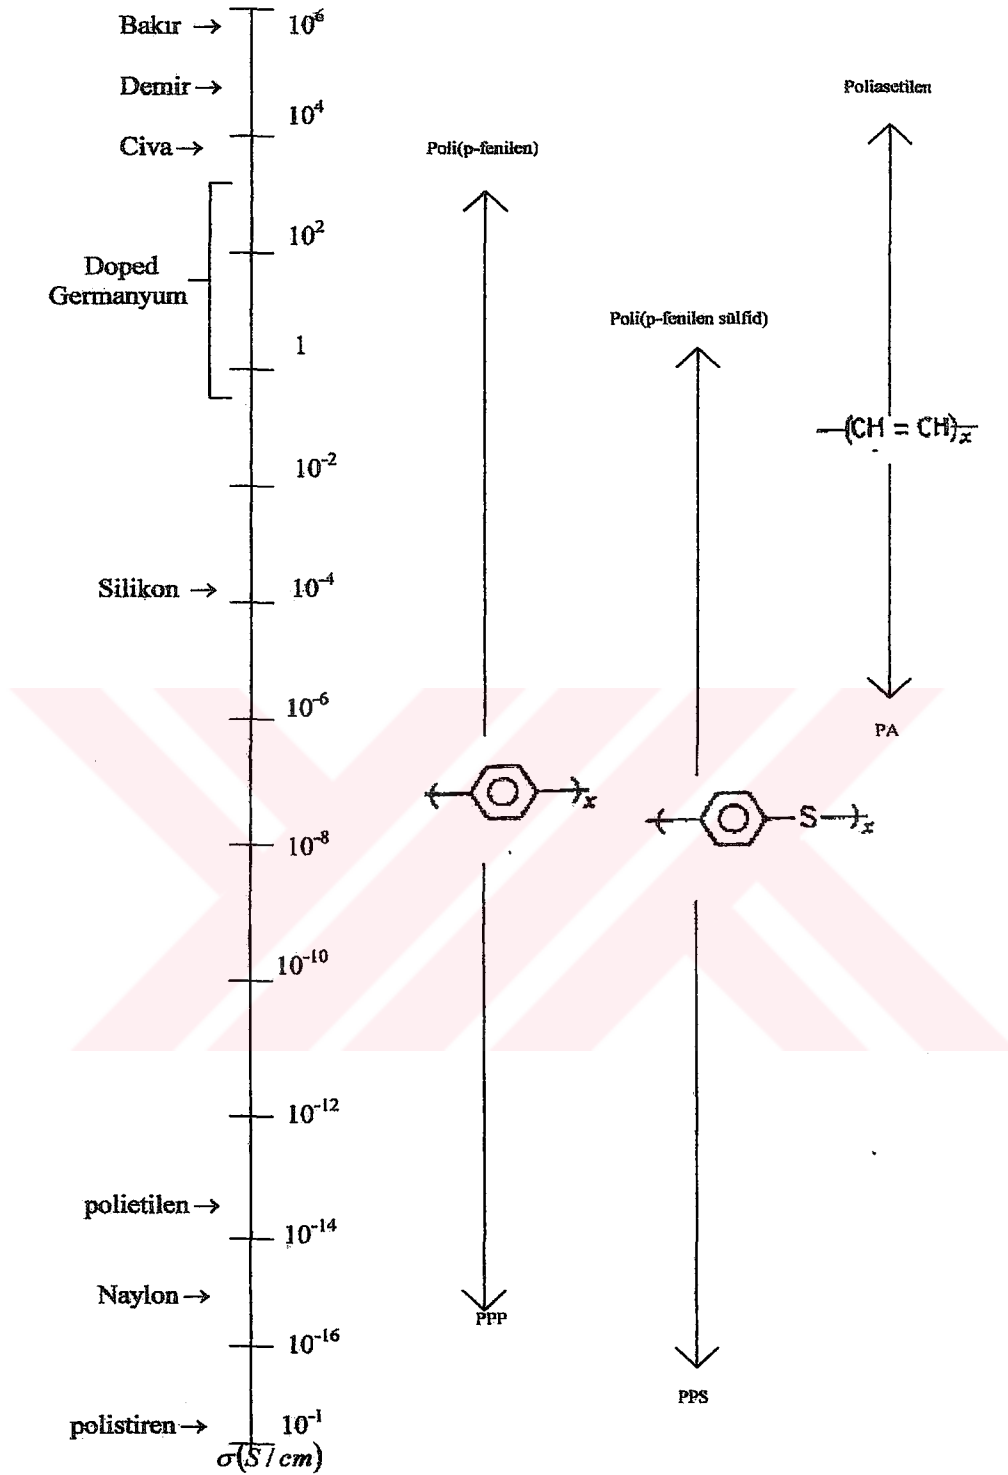 Bakır → 10⁶
Demir →
10⁴
Civa →
10²
Doped
Germanyum
1
10⁻²
Silikon → 10⁻⁴
10⁻⁶
10⁻⁸
10⁻¹⁰
10⁻¹²
polietilen →
10⁻¹⁴
Naylon →
10⁻¹⁶
polistiren → 10⁻¹
σ(S/cm)
Poli(p-fenilen)
( )x
PPP
Poli(p-fenilen sülfid)
( S )x
PPS
Poliasetilen
(CH = CH)x
PA